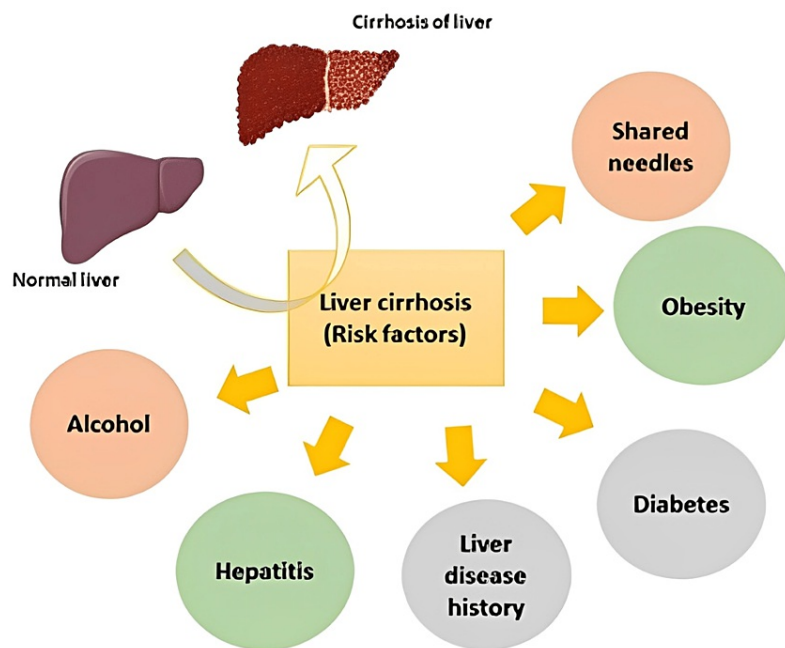 Cirrhosis of liver
Normal liver
Liver cirrhosis
(Risk factors)
Shared
needles
Obesity
Diabetes
Liver
disease
history
Hepatitis
Alcohol